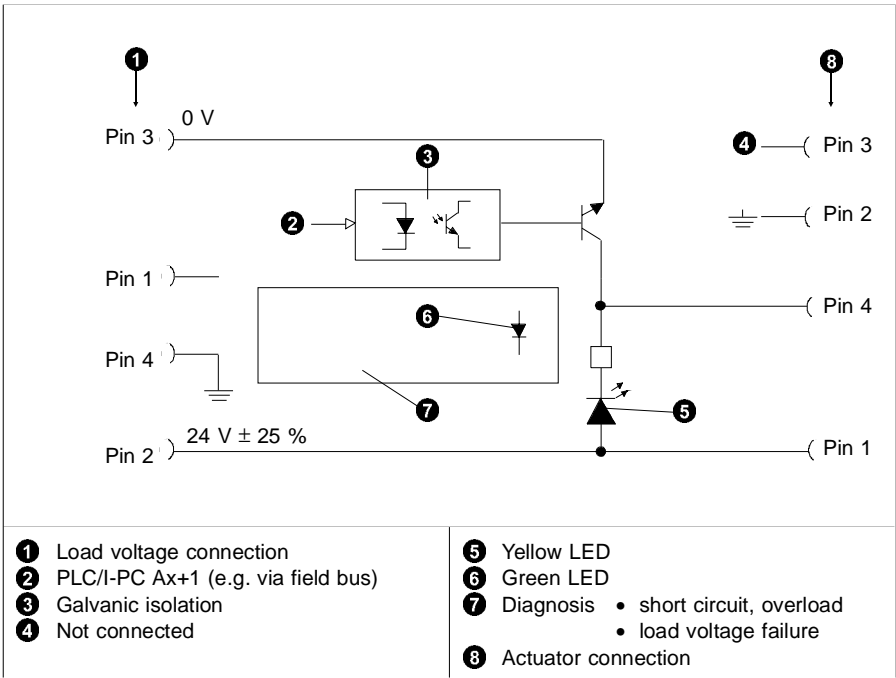 1
8
Pin 3
0 V
4
Pin 3
3
2
Pin 2
Pin 1
6
Pin 4
Pin 4
7
5
Pin 2
24 V ± 25 %
Pin 1
1 Load voltage connection
2 PLC/I-PC Ax+1 (e.g. via field bus)
3 Galvanic isolation
4 Not connected
5 Yellow LED
6 Green LED
7 Diagnosis • short circuit, overload
• load voltage failure
8 Actuator connection